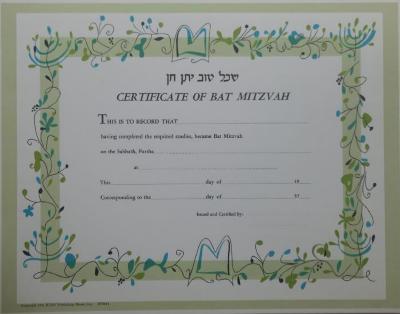 שכל טוב יתן חן
CERTIFICATE OF BAT MITZVAH
THIS IS TO RECORD THAT
having completed the required studies, became Bat Mitzvah
on the Sabbath, Parsha
at
This day of 19
Corresponding to the day of 57
Issued and Certified by: